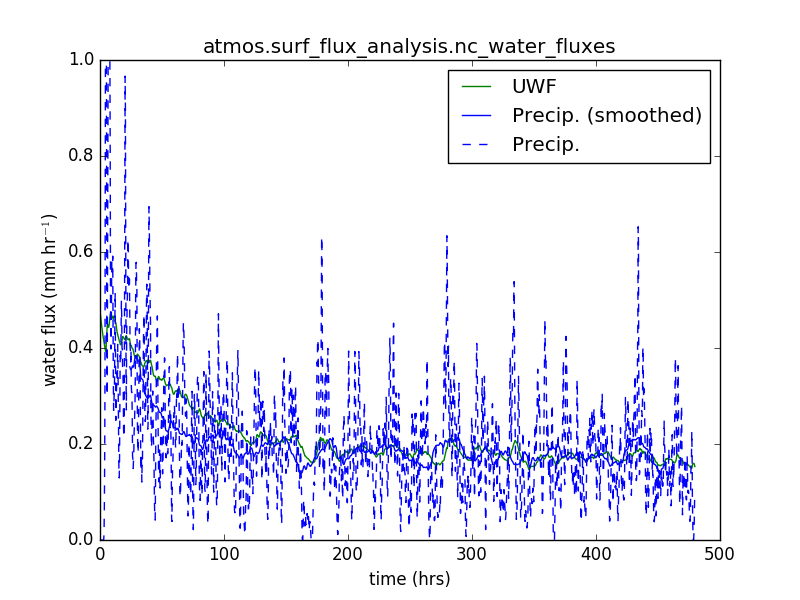 atmos.surf_flux_analysis.nc_water_fluxes
UWF
Precip. (smoothed)
Precip.
1.0
0.8
0.6
0.4
0.2
0.0
water flux (mm hr⁻¹)
0 100 200 300 400 500
time (hrs)